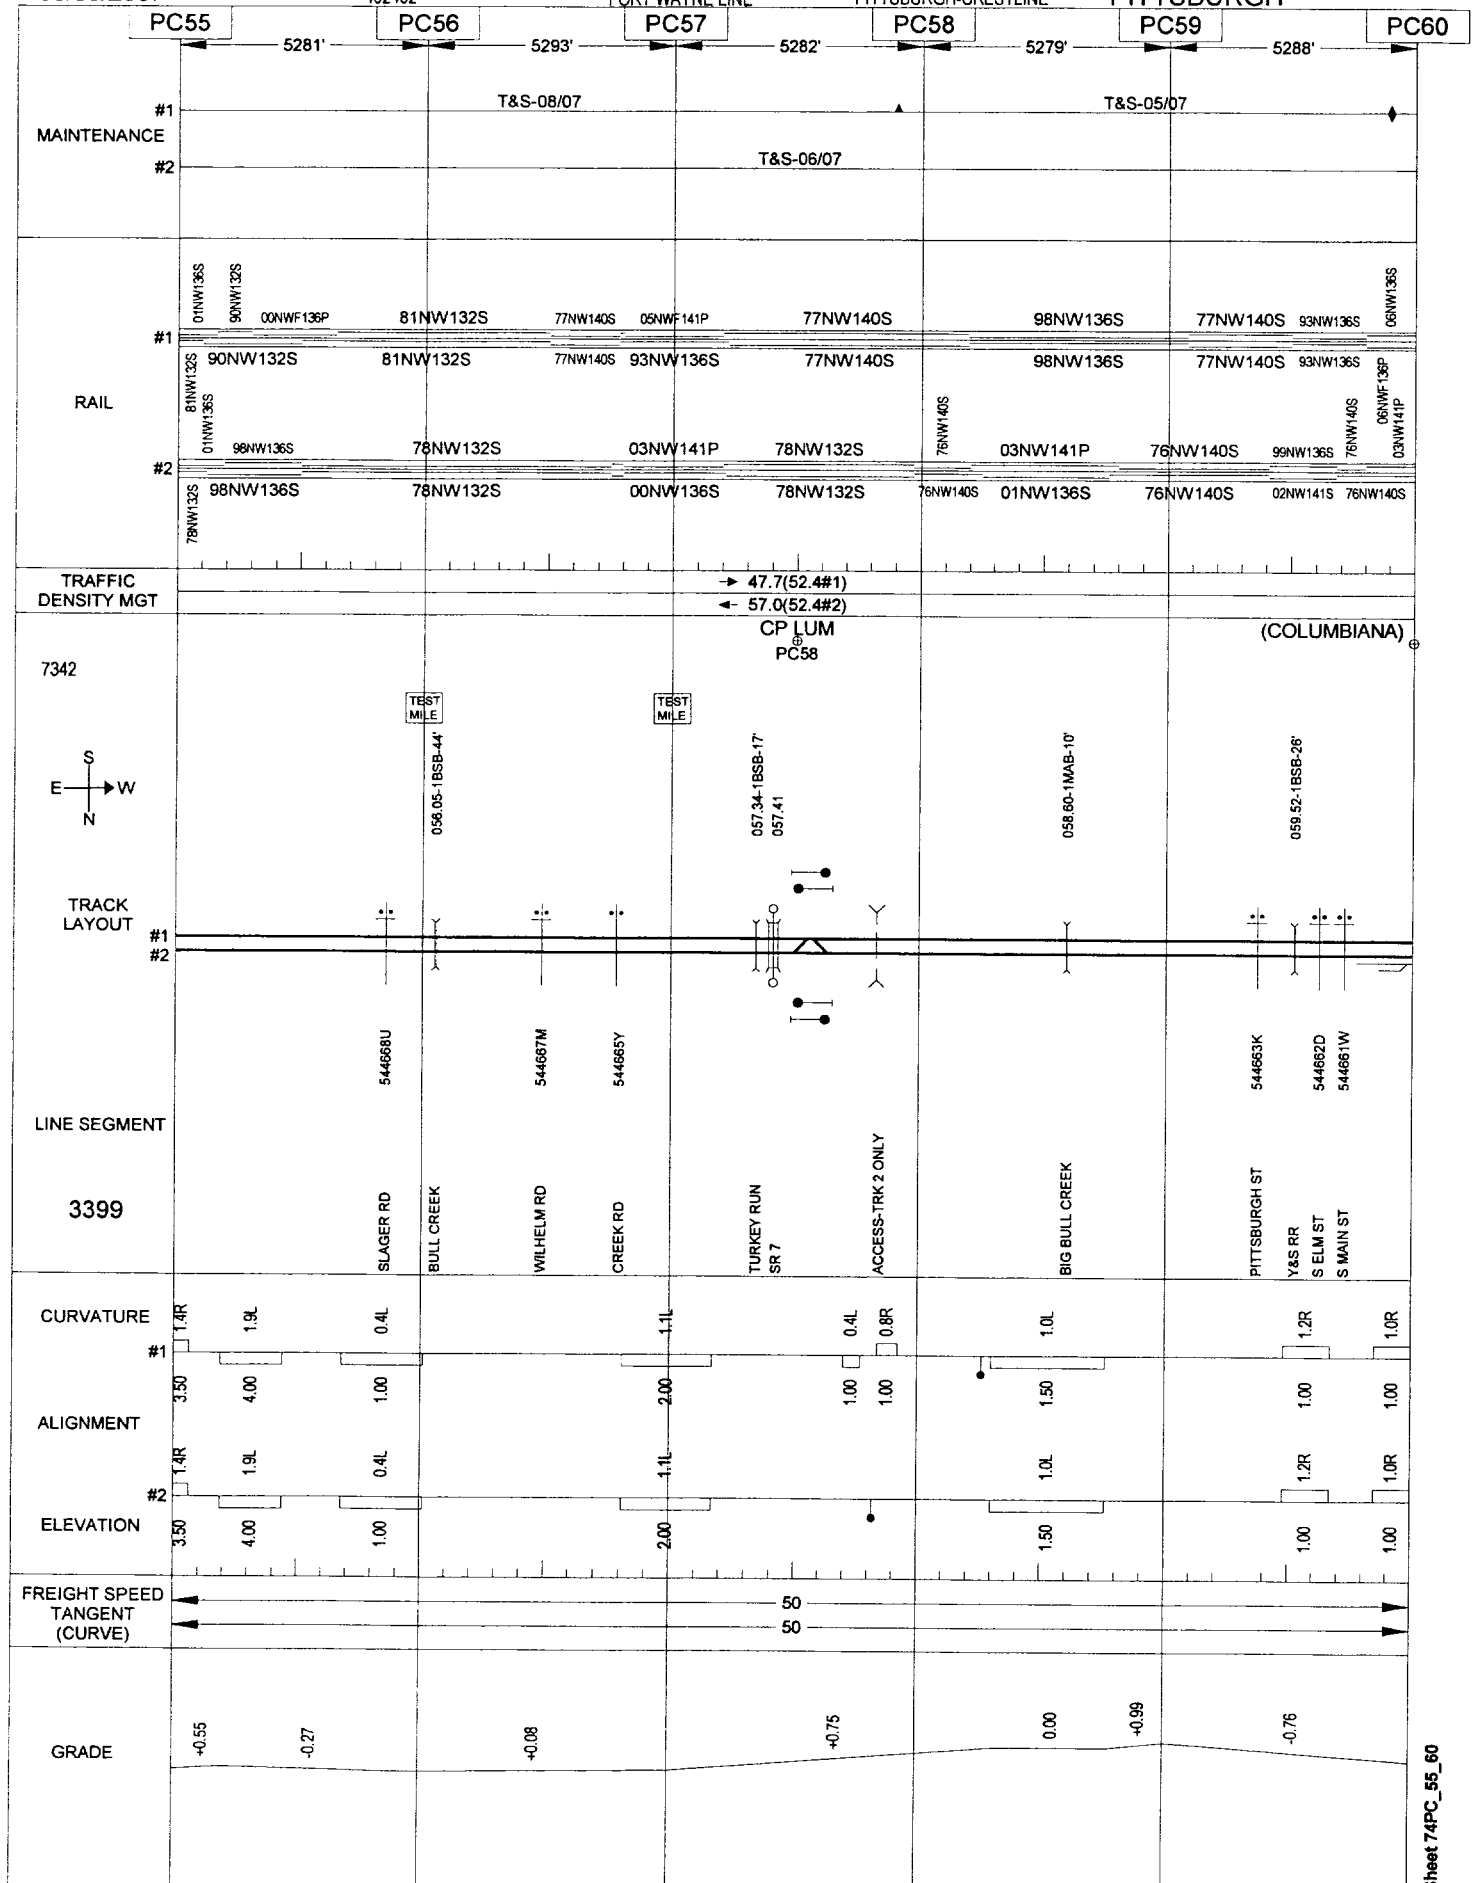 PC55 PC56 PC57 PC58 PC59 PC60
5281' 5293' 5282' 5279' 5288'
MAINTENANCE
#1 T&S-08/07 T&S-05/07
#2 T&S-06/07
RAIL
01NW136S 90NW132S 00NWF136P 81NW132S 77NW140S 05NWF141P 77NW140S 98NW136S 77NW140S 93NW136S 06NW136S
#1
90NW132S 81NW132S 77NW140S 93NW136S 77NW140S 98NW136S 77NW140S 93NW136S
81NW132S 01NW136S 98NW136S 78NW132S 03NW141P 78NW132S 76NW140S 03NW141P 76NW140S 99NW136S 76NW140S 06NWF136P 03NW141P
#2
78NW132S 98NW136S 78NW132S 00NW136S 78NW132S 76NW140S 01NW136S 76NW140S 02NW141S 76NW140S
TRAFFIC
DENSITY MGT
47.7(52.4#1)
57.0(52.4#2)
CP LUM
PC58
(COLUMBIANA)
7342
TEST
MILE
TEST
MILE
S
E W
N
056.05-1BSB-44' 057.34-1BSB-17' 057.41 058.60-1MAB-10' 059.52-1BSB-26'
TRACK
LAYOUT
#1
#2
544668U 544667M 544665Y 544663K 544662D 544661W
LINE SEGMENT
3399
SLAGER RD
BULL CREEK
WILHELM RD
CREEK RD
TURKEY RUN
SR 7
ACCESS-TRK 2 ONLY
BIG BULL CREEK
PITTSBURGH ST
Y&S RR
S ELM ST
S MAIN ST
CURVATURE
1.4R 1.9L 0.4L 1.1L 0.4L 0.8R 1.0L 1.2R 1.0R
#1
3.50 4.00 1.00 2.00 1.00 1.00 1.50 1.00 1.00
ALIGNMENT
1.4R 1.9L 0.4L 1.1L 1.0L 1.2R 1.0R
#2
ELEVATION
3.50 4.00 1.00 2.00 1.50 1.00 1.00
FREIGHT SPEED
TANGENT
(CURVE)
50
50
GRADE
+0.55 -0.27 +0.08 +0.75 0.00 +0.99 -0.76
74PC_55_60